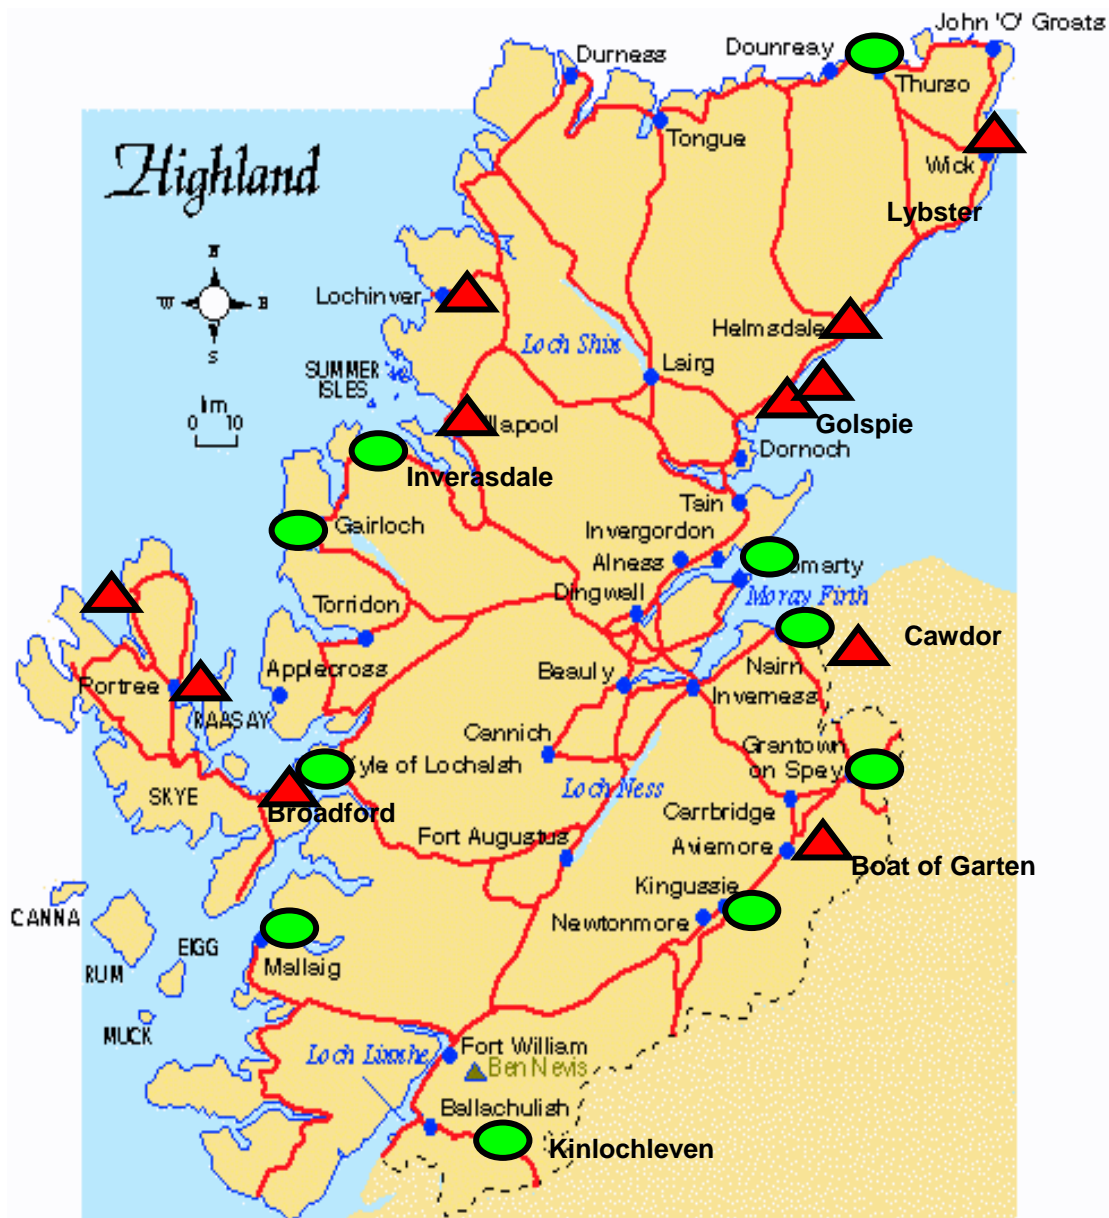 John 'O' Groats
Durness
Dounreay
Thurso
Tongue
Wick
Highland
Lybster
N
W
E
S
Lochinver
Helmsdale
Loch Shin
SUMMER
ISLES
Lairg
km
0 10
Golspie
llapool
Dornoch
Inverasdale
Tain
Gairloch
Invergordon
Alness
marty
Dingwall
Moray Firth
Torridon
Cawdor
Applecross
Nairn
Portree
Beauly
Inverness
RAASAY
Cannich
Grantown
on Spey
yle of Lochalsh
Loch Ness
SKYE
Broadford
Carrbridge
Fort Augustus
Aviemore
Boat of Garten
Kingussie
CANNA
Newtonmore
EIGG
Mallaig
RUM
MUCK
Fort William
Loch Linnhe
Ben Nevis
Ballachulish
Kinlochleven